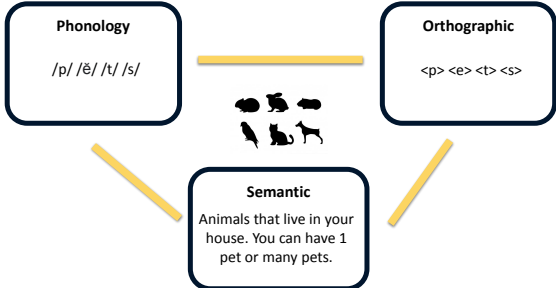 Phonology
/p/ /ĕ/ /t/ /s/
Orthographic
<p> <e> <t> <s>
Semantic
Animals that live in your
house. You can have 1
pet or many pets.